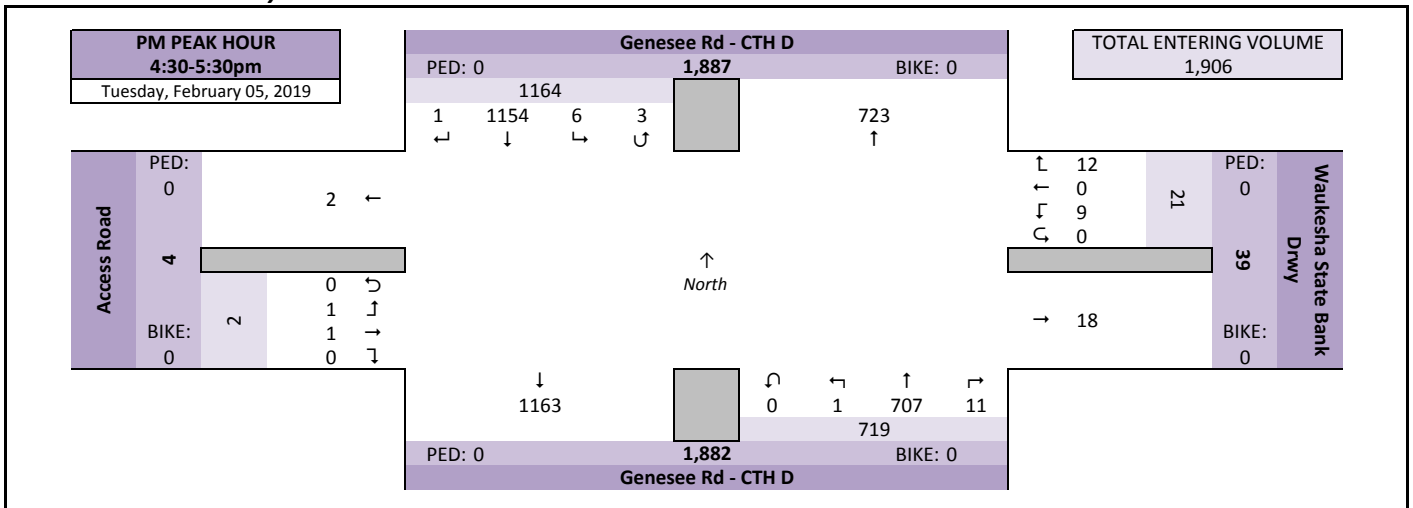 PM PEAK HOUR
4:30-5:30pm
Tuesday, February 05, 2019
Genesee Rd - CTH D
PED: 0 1,887 BIKE: 0
1164
1 1154 6 3
↵ ↓ ↳ ↺
723
↑
TOTAL ENTERING VOLUME
1,906
Access Road
PED:
0
4
BIKE:
0
2 ←
2
0 ⮌
1 ↰
1 →
0 ↴
↑
North
↱ 12
← 0
↲ 9
⮎ 0
21
→ 18
PED:
0
39
BIKE:
0
Waukesha State Bank
Drwy
↓
1163
↶ ↰ ↑ ↱
0 1 707 11
719
PED: 0 1,882 BIKE: 0
Genesee Rd - CTH D